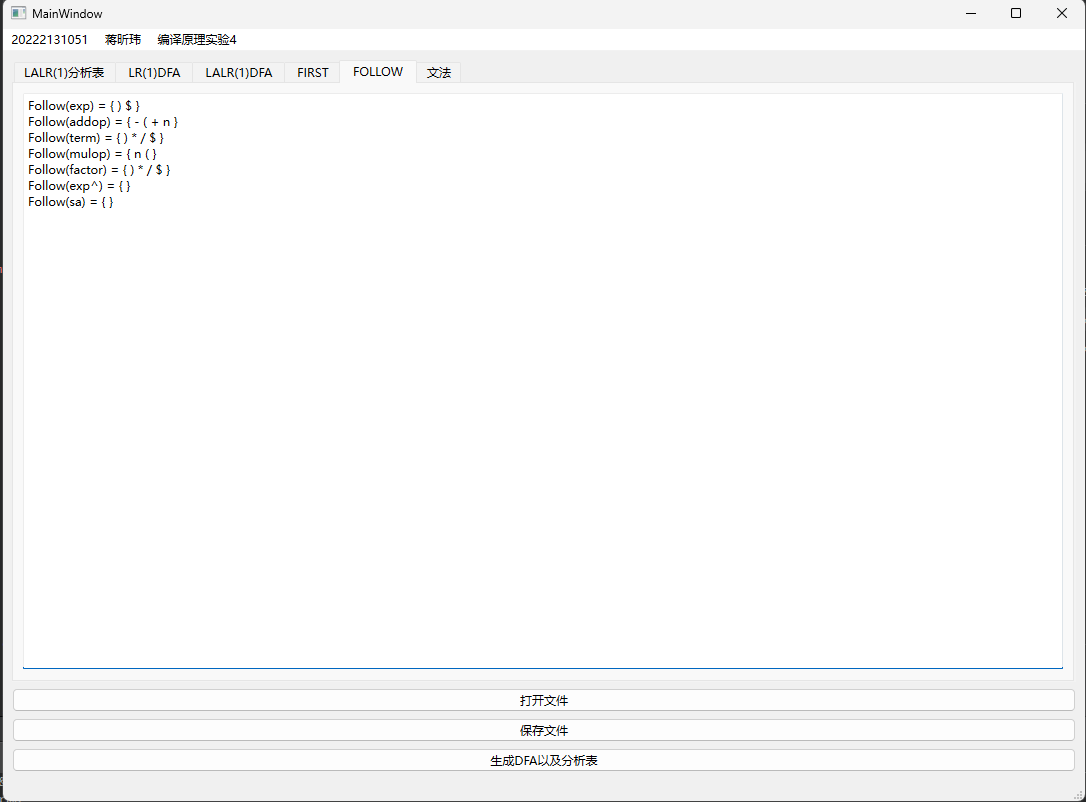 MainWindow
20222131051 蒋昕玮 编译原理实验4
LALR(1)分析表 LR(1)DFA LALR(1)DFA FIRST FOLLOW 文法
Follow(exp) = { ) $ }
Follow(addop) = { - ( + n }
Follow(term) = { ) * / $ }
Follow(mulop) = { n ( }
Follow(factor) = { ) * / $ }
Follow(exp^) = { }
Follow(sa) = { }
打开文件
保存文件
生成DFA以及分析表